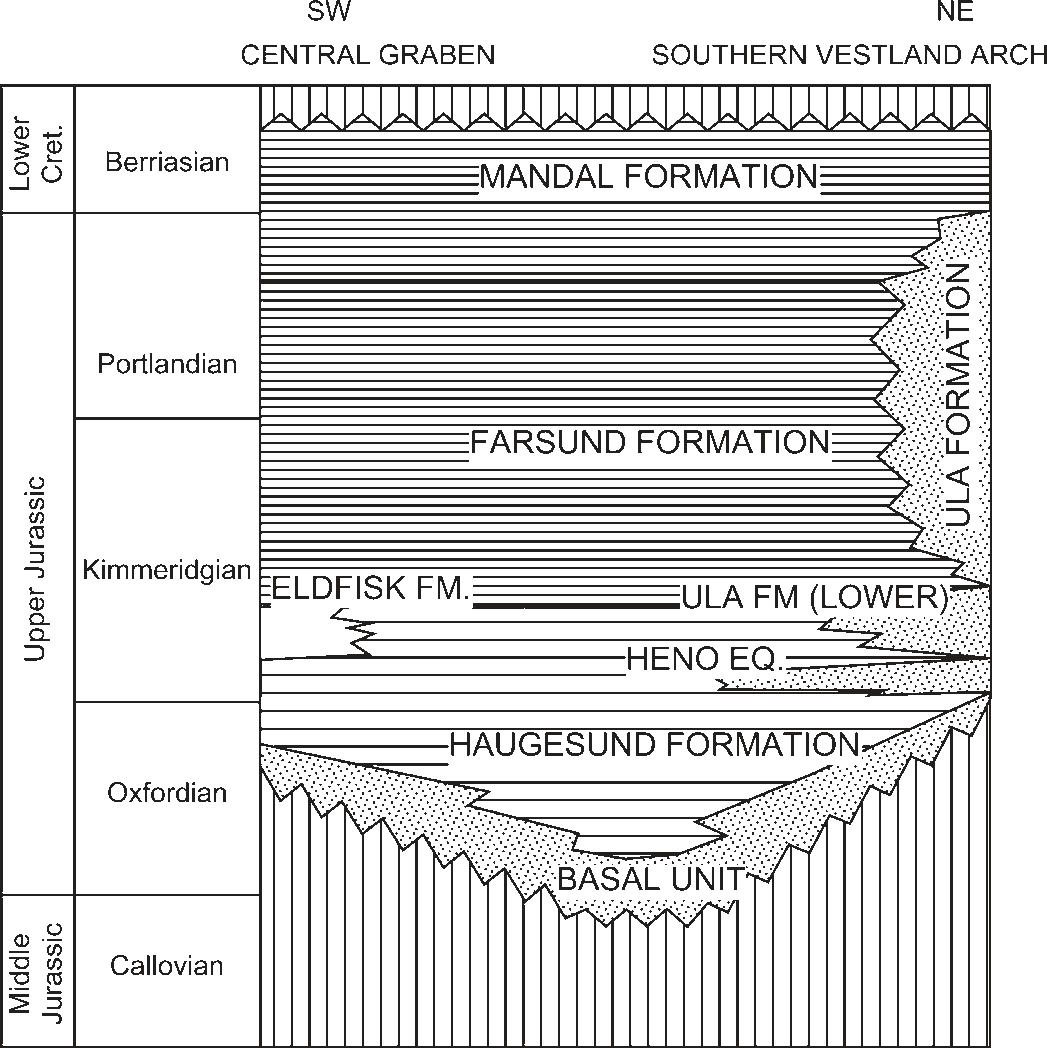 SW
NE
CENTRAL GRABEN
SOUTHERN VESTLAND ARCH
Lower
Cret.
Berriasian
MANDAL FORMATION
Upper Jurassic
Portlandian
ULA FORMATION
FARSUND FORMATION
Kimmeridgian
ELDFISK FM.
ULA FM (LOWER)
HENO EQ.
HAUGESUND FORMATION
Oxfordian
BASAL UNIT
Middle
Jurassic
Callovian